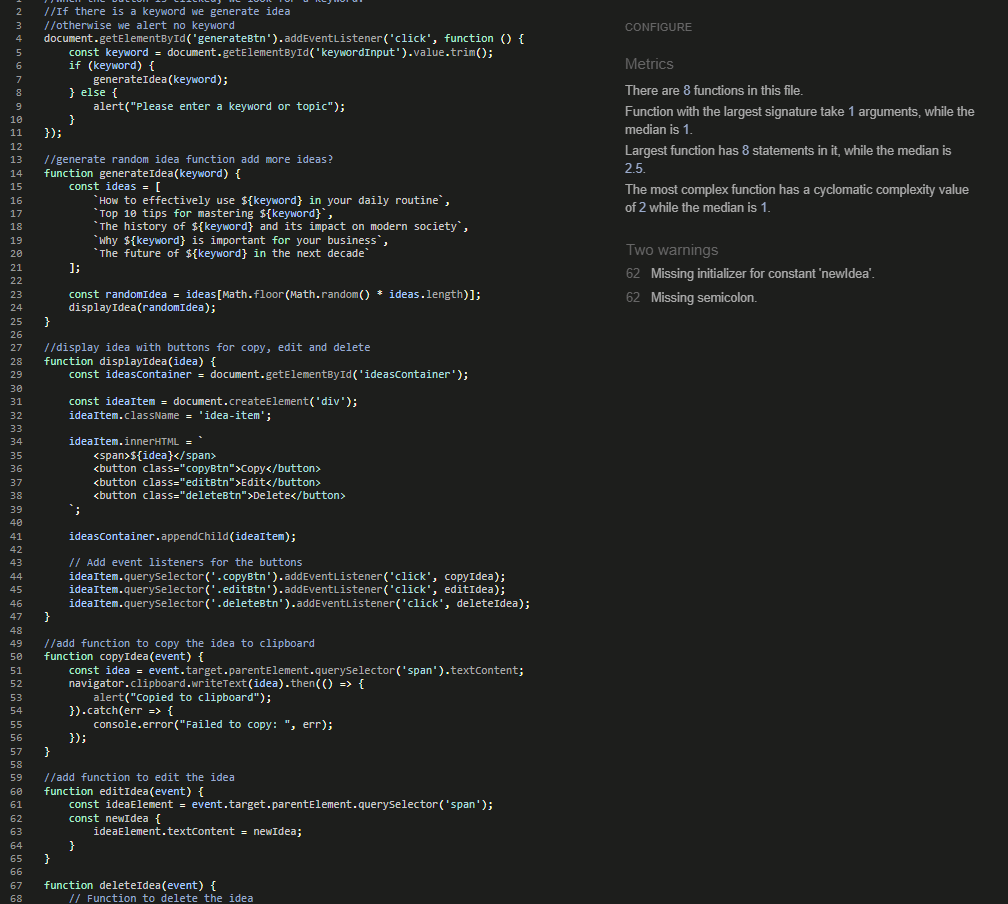 1 //When the button is clicked, we look for a keyword.
2 //If there is a keyword we generate idea
3 //otherwise we alert no keyword
4 document.getElementById('generateBtn').addEventListener('click', function () {
5     const keyword = document.getElementById('keywordInput').value.trim();
6     if (keyword) {
7         generateIdea(keyword);
8     } else {
9         alert("Please enter a keyword or topic");
10     }
11 });
12
13 //generate random idea function add more ideas?
14 function generateIdea(keyword) {
15     const ideas = [
16         `How to effectively use ${keyword} in your daily routine`,
17         `Top 10 tips for mastering ${keyword}`,
18         `The history of ${keyword} and its impact on modern society`,
19         `Why ${keyword} is important for your business`,
20         `The future of ${keyword} in the next decade`
21     ];
22
23     const randomIdea = ideas[Math.floor(Math.random() * ideas.length)];
24     displayIdea(randomIdea);
25 }
26
27 //display idea with buttons for copy, edit and delete
28 function displayIdea(idea) {
29     const ideasContainer = document.getElementById('ideasContainer');
30
31     const ideaItem = document.createElement('div');
32     ideaItem.className = 'idea-item';
33
34     ideaItem.innerHTML = `
35         <span>${idea}</span>
36         <button class="copyBtn">Copy</button>
37         <button class="editBtn">Edit</button>
38         <button class="deleteBtn">Delete</button>
39     `;
40
41     ideasContainer.appendChild(ideaItem);
42
43     // Add event listeners for the buttons
44     ideaItem.querySelector('.copyBtn').addEventListener('click', copyIdea);
45     ideaItem.querySelector('.editBtn').addEventListener('click', editIdea);
46     ideaItem.querySelector('.deleteBtn').addEventListener('click', deleteIdea);
47 }
48
49 //add function to copy the idea to clipboard
50 function copyIdea(event) {
51     const idea = event.target.parentElement.querySelector('span').textContent;
52     navigator.clipboard.writeText(idea).then(() => {
53         alert("Copied to clipboard");
54     }).catch(err => {
55         console.error("Failed to copy: ", err);
56     });
57 }
58
59 //add function to edit the idea
60 function editIdea(event) {
61     const ideaElement = event.target.parentElement.querySelector('span');
62     const newIdea {
63         ideaElement.textContent = newIdea;
64     }
65 }
66
67 function deleteIdea(event) {
68     // Function to delete the idea
CONFIGURE
Metrics
There are 8 functions in this file.
Function with the largest signature take 1 arguments, while the
median is 1.
Largest function has 8 statements in it, while the median is
2.5.
The most complex function has a cyclomatic complexity value
of 2 while the median is 1.
Two warnings
62 Missing initializer for constant 'newIdea'.
62 Missing semicolon.